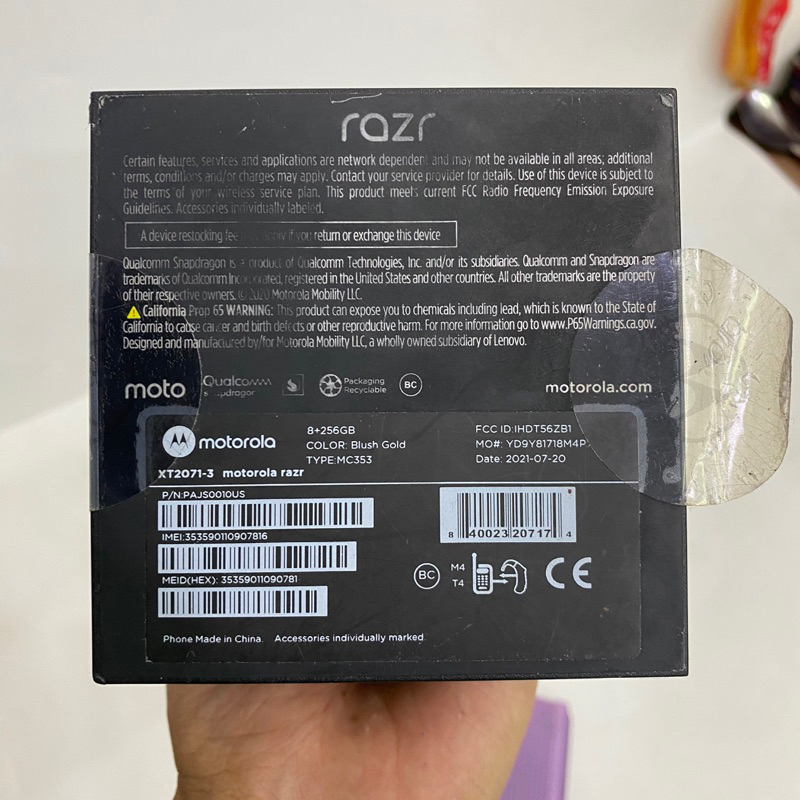 razr
Certain features, services and applications are network dependent and may not be available in all areas; additional
terms, conditions and/or charges may apply. Contact your service provider for details. Use of this device is subject to
the terms of your wireless service plan. This product meets current FCC Radio Frequency Emission Exposure
Guidelines. Accessories individually labeled.
A device restocking fee apply if you return or exchange this device
Qualcomm Snapdragon is a product of Qualcomm Technologies, Inc. and/or its subsidiaries. Qualcomm and Snapdragon are
trademarks of Qualcomm Incorporated, registered in the United States and other countries. All other trademarks are the property
of their respective owners. © 2020 Motorola Mobility LLC.
California Prop 65 WARNING: This product can expose you to chemicals including lead, which is known to the State of
California to cause cancer and birth defects or other reproductive harm. For more information go to www.P65Warnings.ca.gov.
Designed and manufactured by/for Motorola Mobility LLC, a wholly owned subsidiary of Lenovo.
moto Qualcomm snapdragon Packaging Recyclable BC motorola.com
motorola 8+256GB FCC ID:IHDT56ZB1
COLOR: Blush Gold MO#: YD9Y81718M4P
TYPE:MC353 Date: 2021-07-20
XT2071-3 motorola razr
P/N:PAJS0010US
8 40023 20717 4
IMEI:353590110907816
MEID(HEX): 35359011090781
BC M4 T4 CE
Phone Made in China. Accessories individually marked